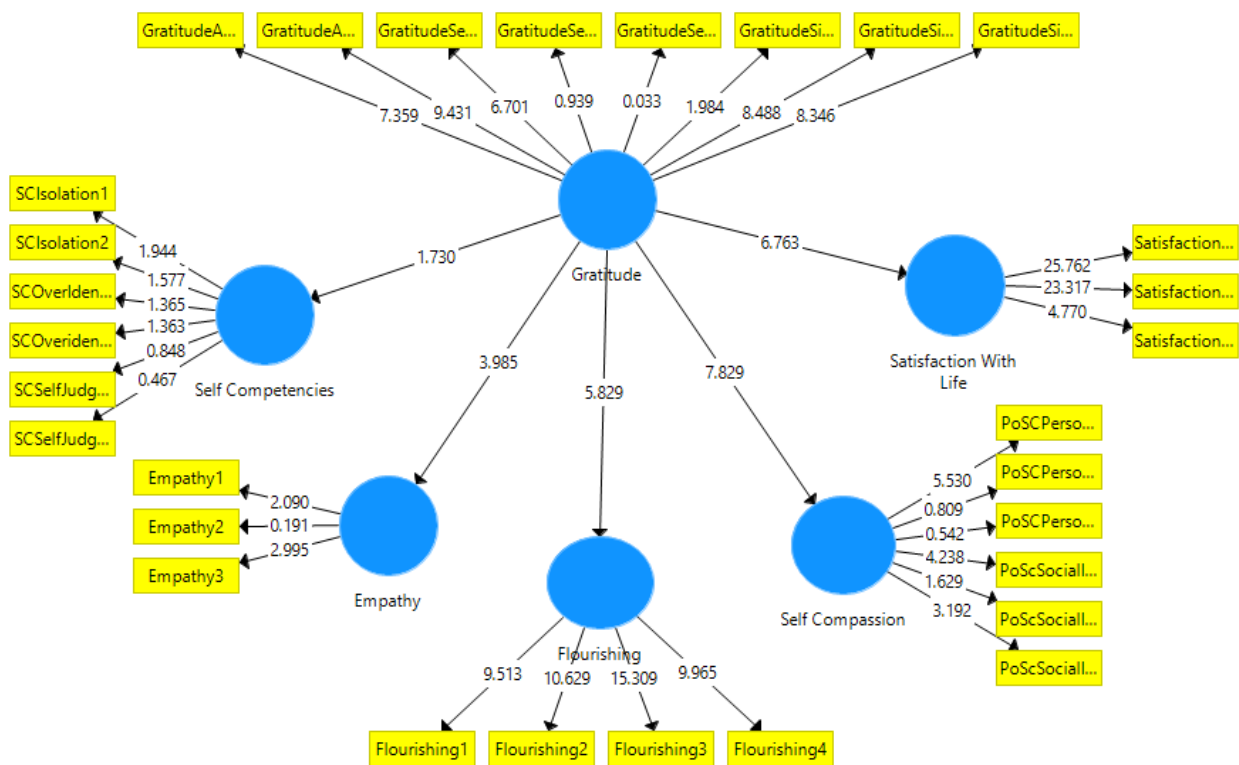 GratitudeA...
GratitudeA...
GratitudeSe...
GratitudeSe...
GratitudeSe...
GratitudeSi...
GratitudeSi...
GratitudeSi...
7.359
9.431
6.701
0.939
0.033
1.984
8.488
8.346
Gratitude
SCIsolation1
SCIsolation2
SCOverIden...
SCOveriden...
SCSelfJudg...
SCSelfJudg...
1.944
1.577
1.365
1.363
0.848
0.467
Self Competencies
1.730
3.985
5.829
7.829
6.763
Satisfaction With
Life
25.762
23.317
4.770
Satisfaction...
Satisfaction...
Satisfaction...
Empathy1
Empathy2
Empathy3
2.090
0.191
2.995
Empathy
Flourishing
9.513
10.629
15.309
9.965
Flourishing1
Flourishing2
Flourishing3
Flourishing4
Self Compassion
5.530
0.809
0.542
4.238
1.629
3.192
PoSCPerso...
PoSCPerso...
PoSCPerso...
PoScSociall...
PoScSociall...
PoScSociall...